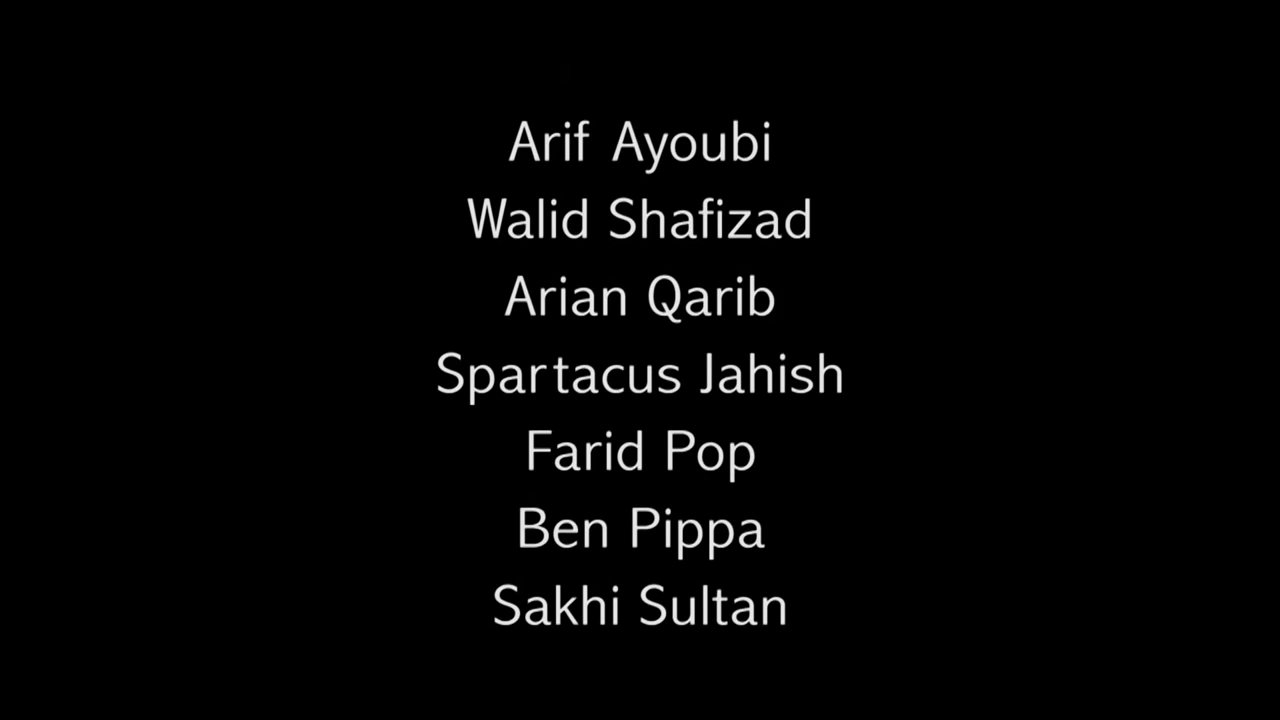 Arif Ayoubi
Walid Shafizad
Arian Qarib
Spartacus Jahish
Farid Pop
Ben Pippa
Sakhi Sultan